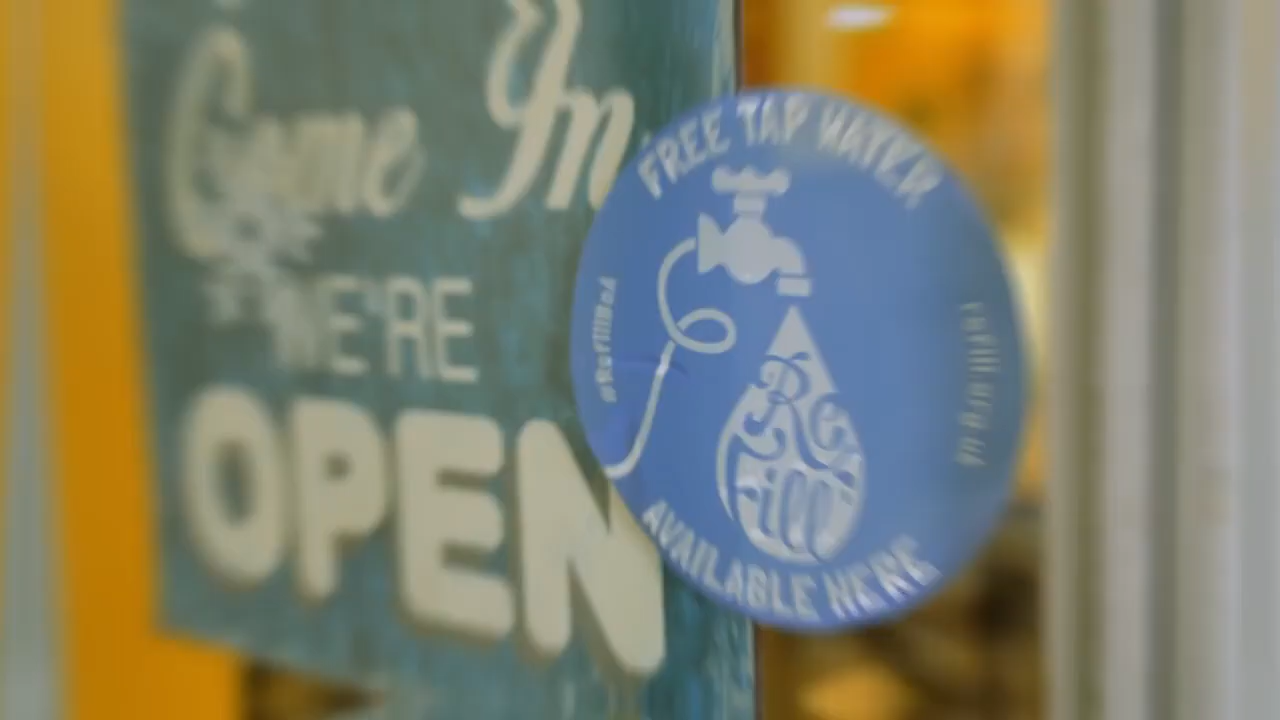 Come In
WE'RE
OPEN
FREE TAP WATER
Refill
AVAILABLE HERE